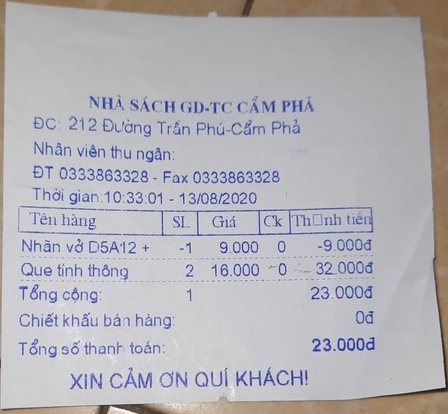 NHÀ SÁCH GD-TC CẨM PHẢ
ĐC: 212 Đường Trần Phú-Cẩm Phả
Nhân viên thu ngân:
ĐT 0333863328 - Fax 0333863328
Thời gian:10:33:01 - 13/08/2020
Tên hàng SL Giá Ck Th□nh tiền
Nhãn vở D5A12 + -1 9.000 0 -9.000đ
Que tính thông 2 16.000 0 32.000đ
Tổng cộng: 1 23.000đ
Chiết khấu bán hàng: 0đ
Tổng số thanh toán: 23.000đ
XIN CẢM ƠN QUÍ KHÁCH!